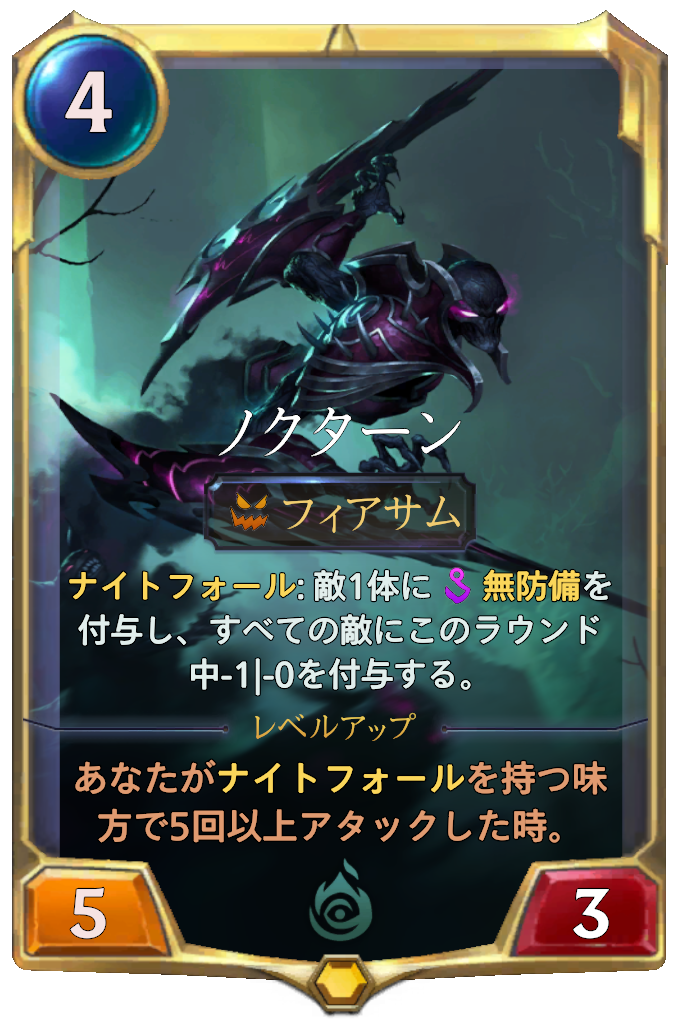 4
ノクターン
フィアサム
ナイトフォール: 敵1体に 無防備を
付与し、すべての敵にこのラウンド
中-1|-0を付与する。
レベルアップ
あなたがナイトフォールを持つ味
方で5回以上アタックした時。
5
3